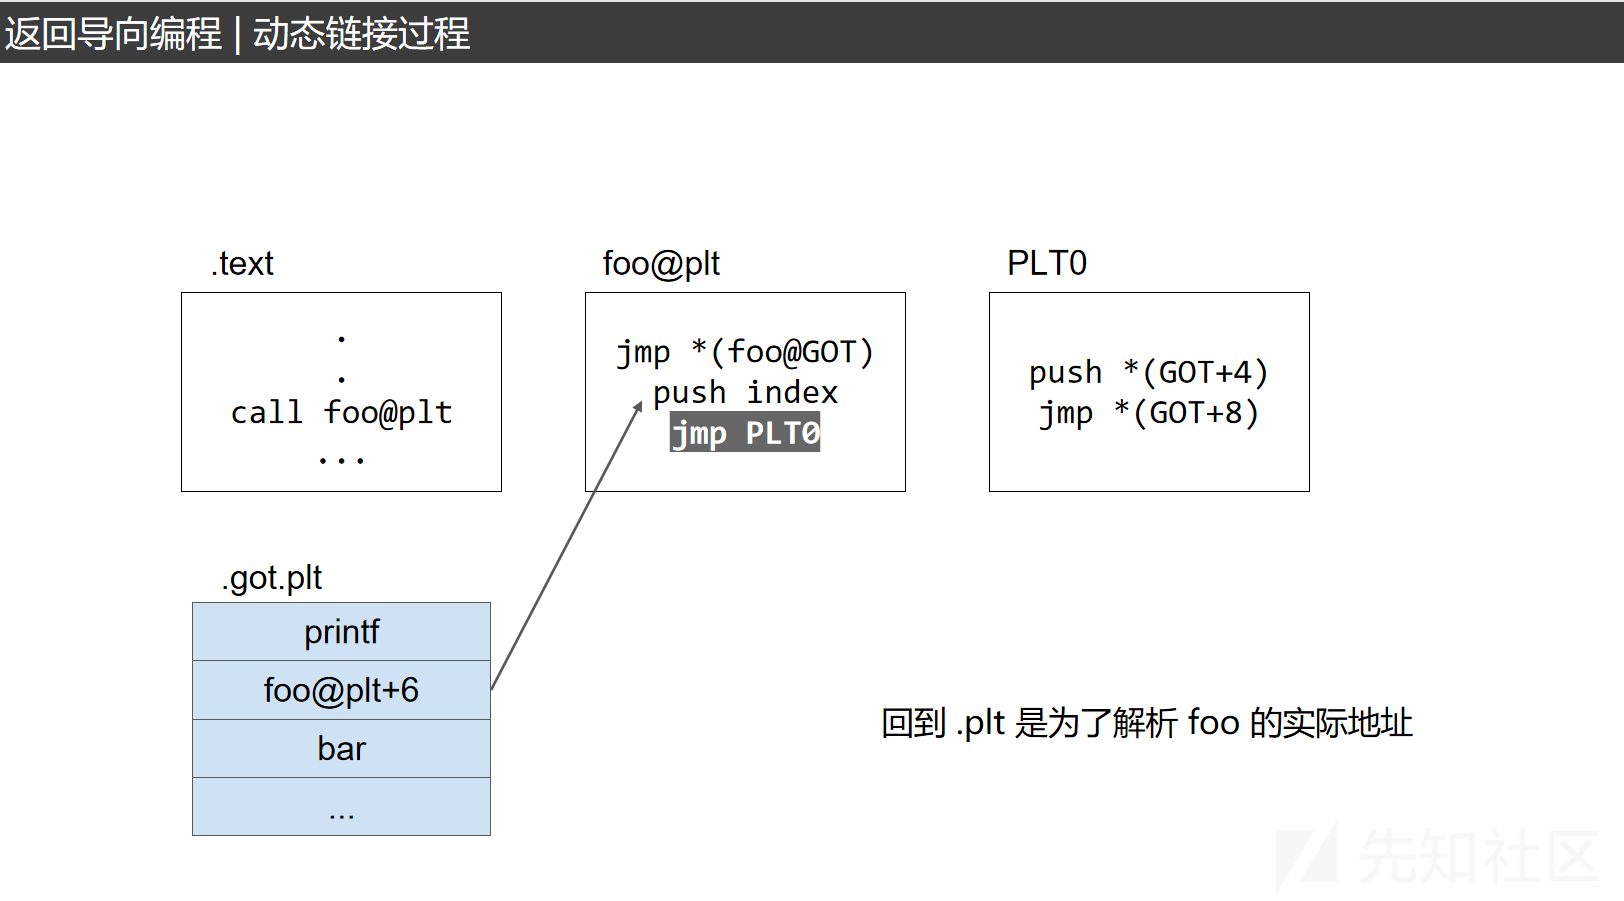 返回导向编程 | 动态链接过程
.text
.
.
call foo@plt
...
foo@plt
jmp *(foo@GOT)
push index
jmp PLT0
PLT0
push *(GOT+4)
jmp *(GOT+8)
.got.plt
printf
foo@plt+6
bar
...
回到 .plt 是为了解析 foo 的实际地址
先知社区